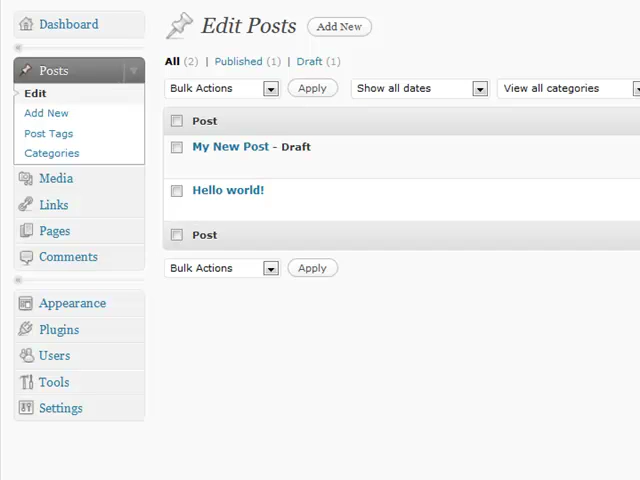 Dashboard
Posts
Edit
Add New
Post Tags
Categories
Media
Links
Pages
Comments
Appearance
Plugins
Users
Tools
Settings
Edit Posts Add New
All (2) | Published (1) | Draft (1)
Bulk Actions Apply Show all dates View all categories
Post
My New Post - Draft
Hello world!
Post
Bulk Actions Apply